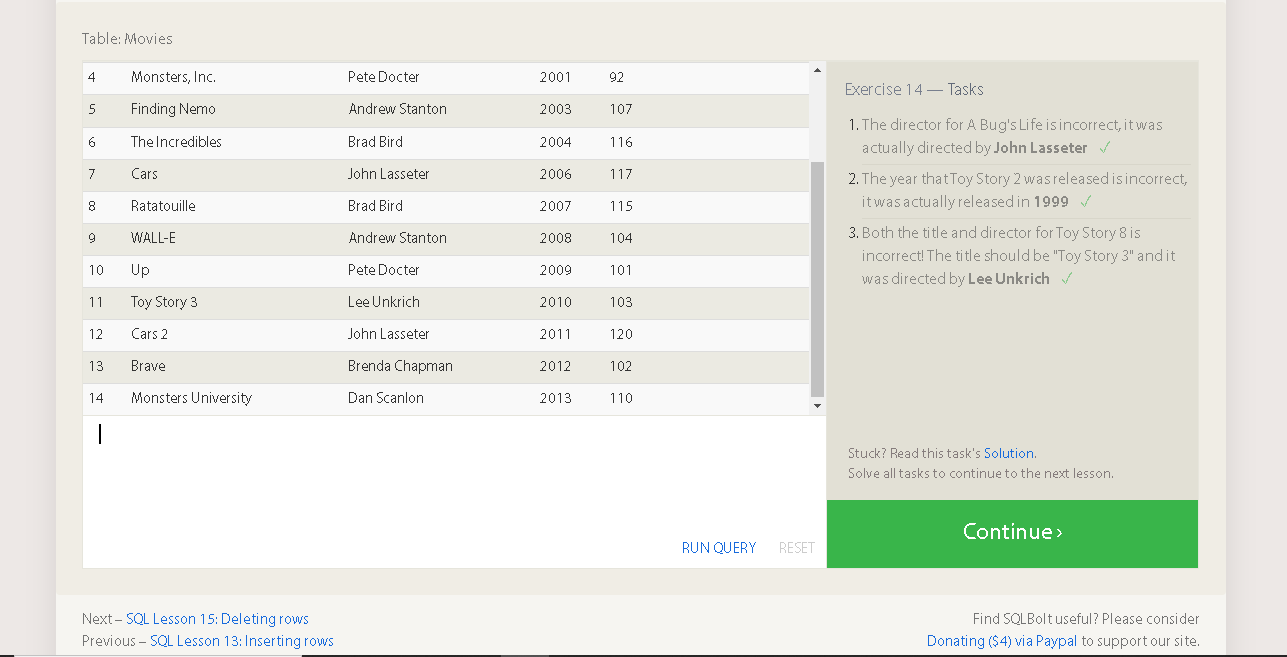 Table: Movies
4 Monsters, Inc. Pete Docter 2001 92
5 Finding Nemo Andrew Stanton 2003 107
6 The Incredibles Brad Bird 2004 116
7 Cars John Lasseter 2006 117
8 Ratatouille Brad Bird 2007 115
9 WALL-E Andrew Stanton 2008 104
10 Up Pete Docter 2009 101
11 Toy Story 3 Lee Unkrich 2010 103
12 Cars 2 John Lasseter 2011 120
13 Brave Brenda Chapman 2012 102
14 Monsters University Dan Scanlon 2013 110
RUN QUERY RESET
Exercise 14 — Tasks
1. The director for A Bug's Life is incorrect, it was
actually directed by John Lasseter ✓
2. The year that Toy Story 2 was released is incorrect,
it was actually released in 1999 ✓
3. Both the title and director for Toy Story 8 is
incorrect! The title should be "Toy Story 3" and it
was directed by Lee Unkrich ✓
Stuck? Read this task's Solution.
Solve all tasks to continue to the next lesson.
Continue ›
Next – SQL Lesson 15: Deleting rows
Previous – SQL Lesson 13: Inserting rows
Find SQLBolt useful? Please consider
Donating ($4) via Paypal to support our site.